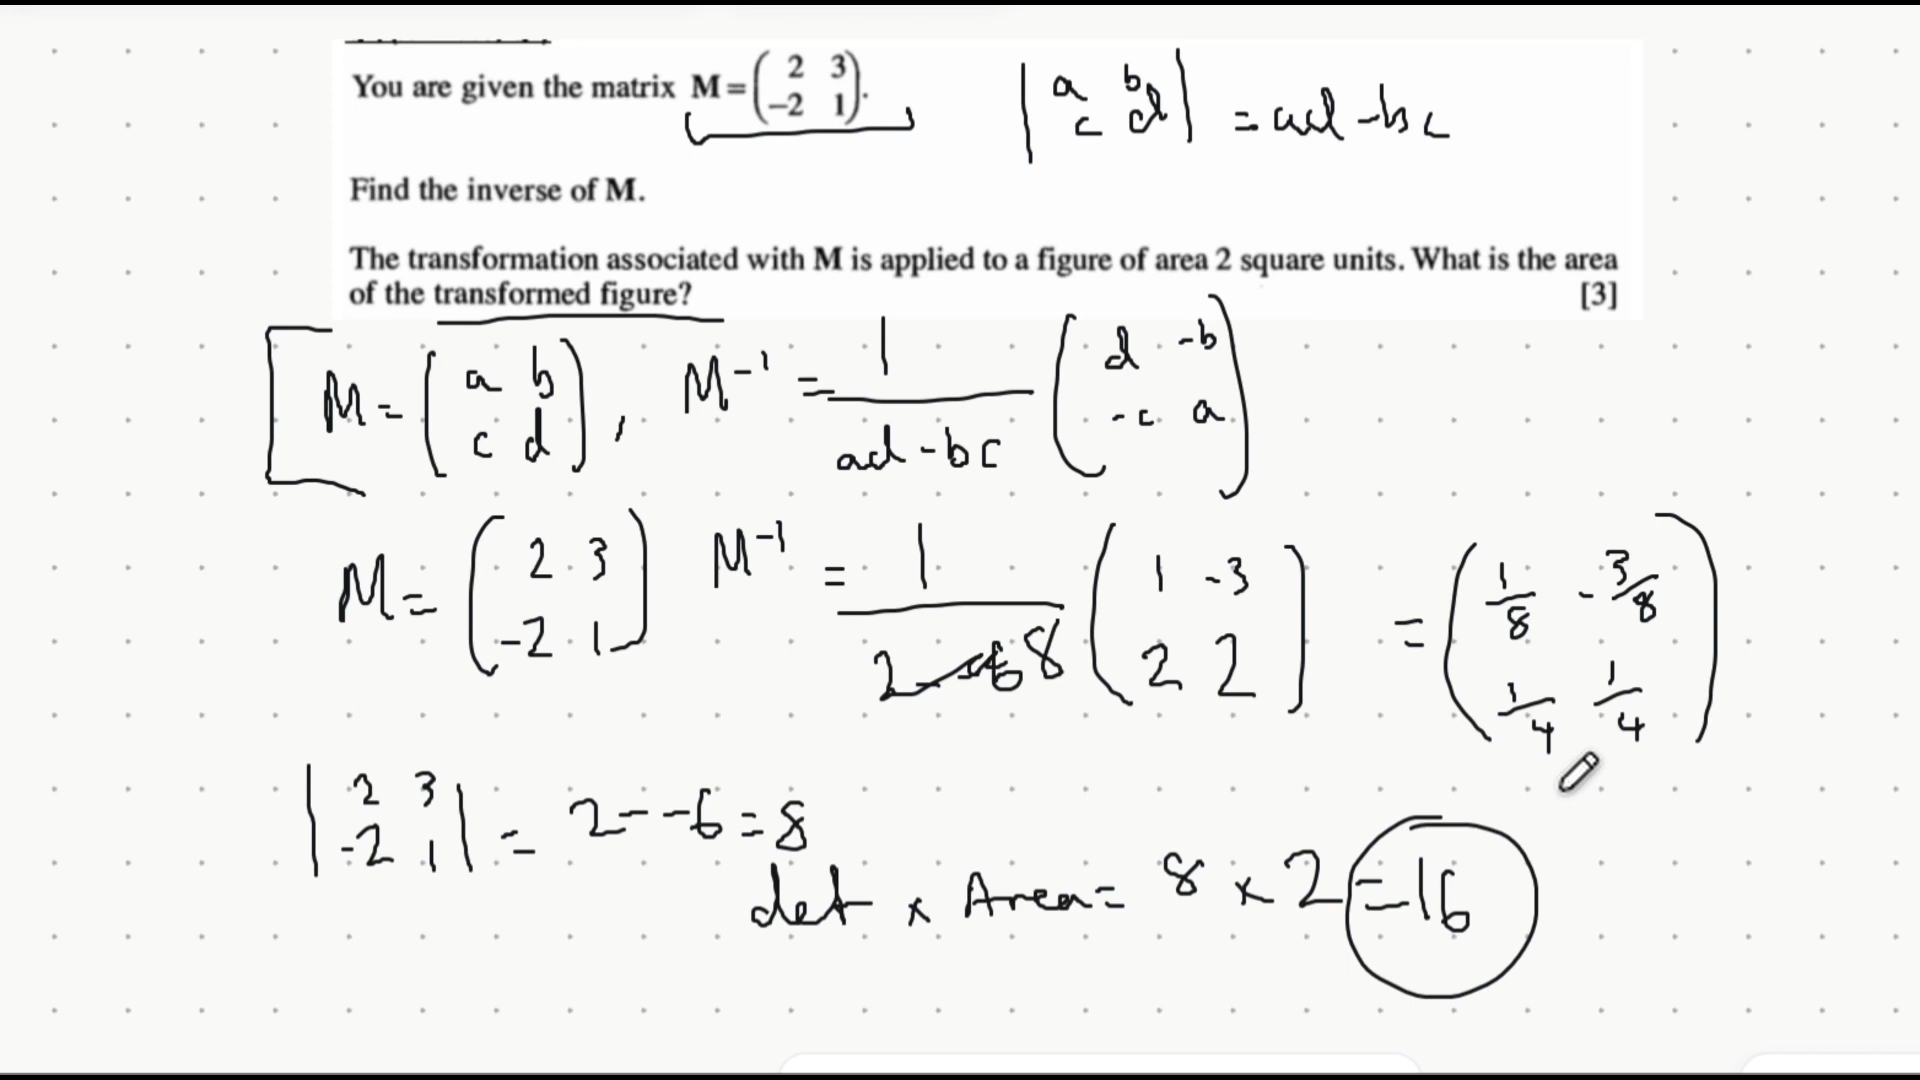 You are given the matrix M = ( 2 3 -2 1 ).
| a b c d | = ad - bc
Find the inverse of M.
The transformation associated with M is applied to a figure of area 2 square units. What is the area
of the transformed figure? [3]
M = ( a b c d ), M⁻¹ = 1/(ad - bc) ( d -b -c a )
M = ( 2 3 -2 1 ) M⁻¹ = 1/8 ( 1 -3 2 2 ) = ( 1/8 -3/8 1/4 1/4 )
| 2 3 -2 1 | = 2 - -6 = 8
det × Area = 8 × 2 = 16